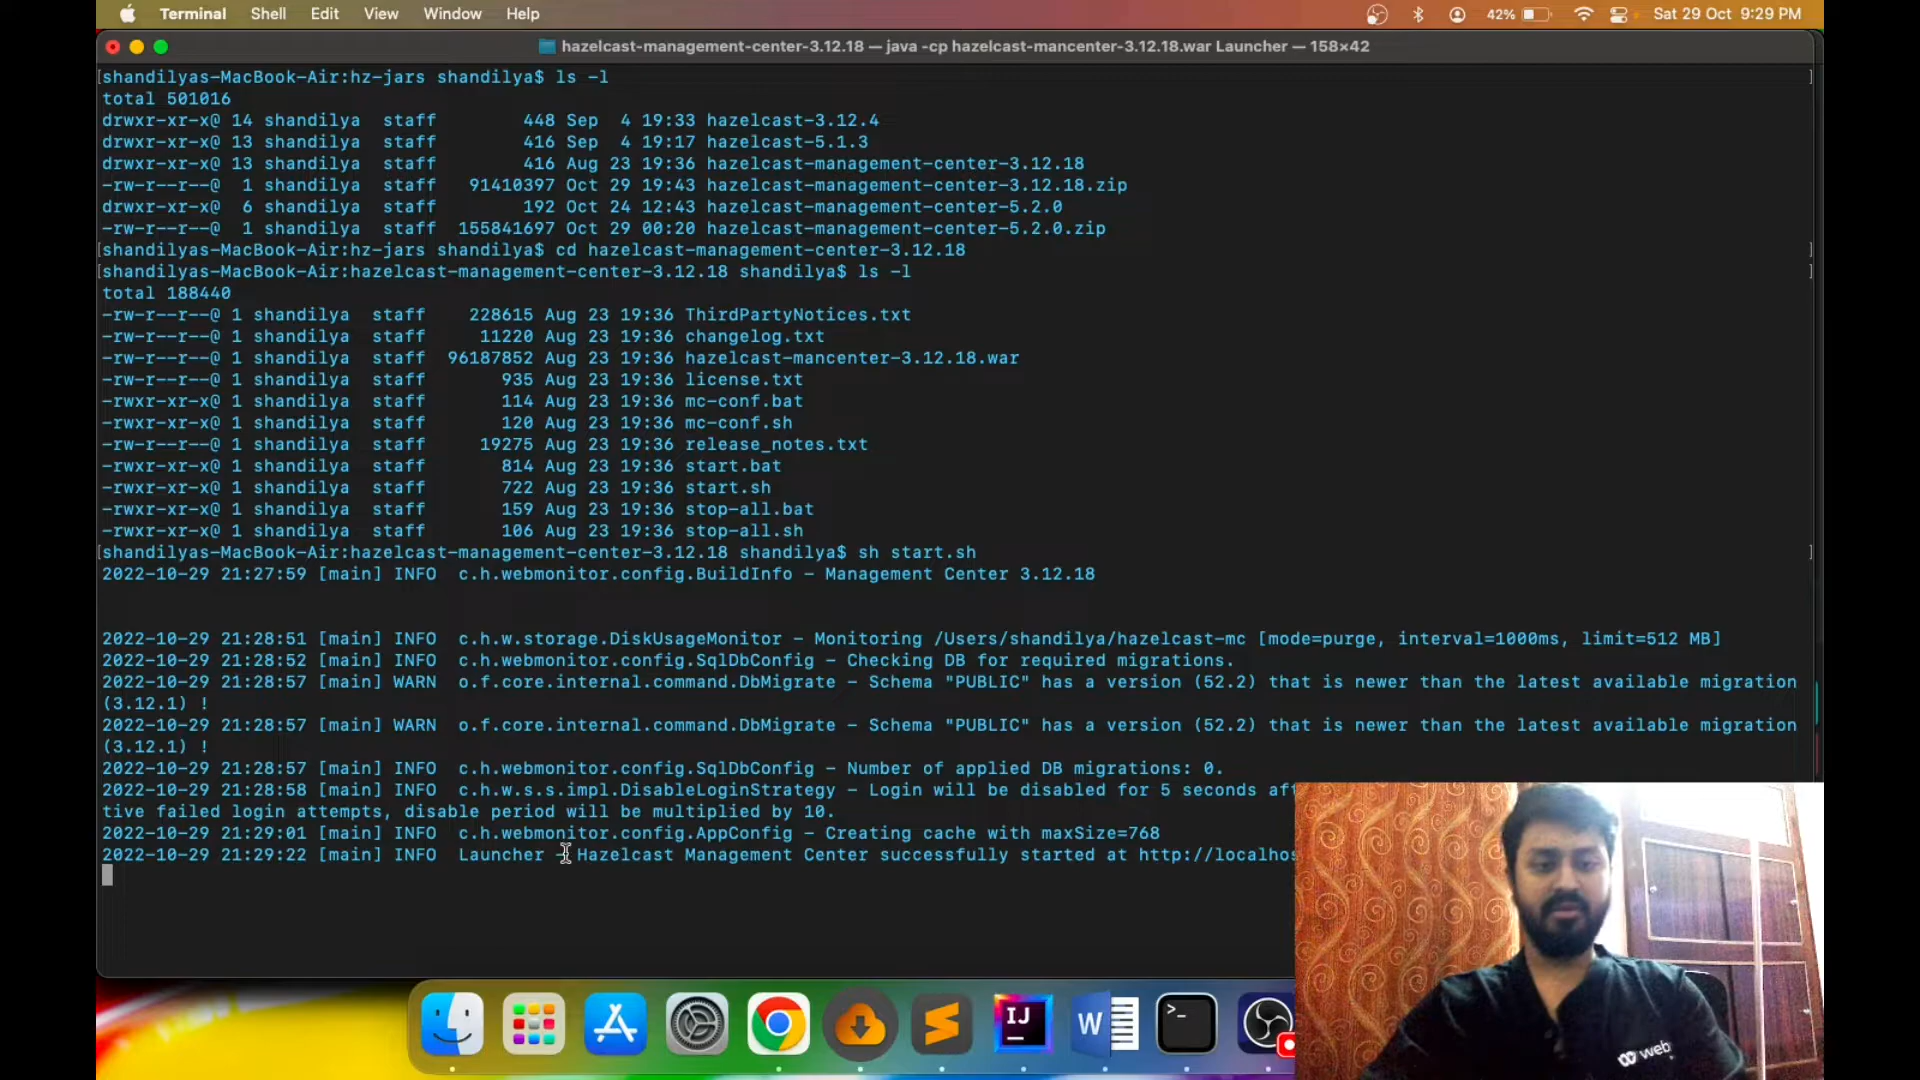 Terminal Shell Edit View Window Help 42% Sat 29 Oct 9:29 PM
hazelcast-management-center-3.12.18 — java -cp hazelcast-mancenter-3.12.18.war Launcher — 158×42
[shandilyas-MacBook-Air:hz-jars shandilya$ ls -l ]
total 501016
drwxr-xr-x@ 14 shandilya staff 448 Sep 4 19:33 hazelcast-3.12.4
drwxr-xr-x@ 13 shandilya staff 416 Sep 4 19:17 hazelcast-5.1.3
drwxr-xr-x@ 13 shandilya staff 416 Aug 23 19:36 hazelcast-management-center-3.12.18
-rw-r--r--@ 1 shandilya staff 91410397 Oct 29 19:43 hazelcast-management-center-3.12.18.zip
drwxr-xr-x@ 6 shandilya staff 192 Oct 24 12:43 hazelcast-management-center-5.2.0
-rw-r--r--@ 1 shandilya staff 155841697 Oct 29 00:20 hazelcast-management-center-5.2.0.zip
[shandilyas-MacBook-Air:hz-jars shandilya$ cd hazelcast-management-center-3.12.18 ]
[shandilyas-MacBook-Air:hazelcast-management-center-3.12.18 shandilya$ ls -l ]
total 188440
-rw-r--r--@ 1 shandilya staff 228615 Aug 23 19:36 ThirdPartyNotices.txt
-rw-r--r--@ 1 shandilya staff 11220 Aug 23 19:36 changelog.txt
-rw-r--r--@ 1 shandilya staff 96187852 Aug 23 19:36 hazelcast-mancenter-3.12.18.war
-rw-r--r--@ 1 shandilya staff 935 Aug 23 19:36 license.txt
-rwxr-xr-x@ 1 shandilya staff 114 Aug 23 19:36 mc-conf.bat
-rwxr-xr-x@ 1 shandilya staff 120 Aug 23 19:36 mc-conf.sh
-rw-r--r--@ 1 shandilya staff 19275 Aug 23 19:36 release_notes.txt
-rwxr-xr-x@ 1 shandilya staff 814 Aug 23 19:36 start.bat
-rwxr-xr-x@ 1 shandilya staff 722 Aug 23 19:36 start.sh
-rwxr-xr-x@ 1 shandilya staff 159 Aug 23 19:36 stop-all.bat
-rwxr-xr-x@ 1 shandilya staff 106 Aug 23 19:36 stop-all.sh
[shandilyas-MacBook-Air:hazelcast-management-center-3.12.18 shandilya$ sh start.sh ]
2022-10-29 21:27:59 [main] INFO c.h.webmonitor.config.BuildInfo - Management Center 3.12.18
2022-10-29 21:28:51 [main] INFO c.h.w.storage.DiskUsageMonitor - Monitoring /Users/shandilya/hazelcast-mc [mode=purge, interval=1000ms, limit=512 MB]
2022-10-29 21:28:52 [main] INFO c.h.webmonitor.config.SqlDbConfig - Checking DB for required migrations.
2022-10-29 21:28:57 [main] WARN o.f.core.internal.command.DbMigrate - Schema "PUBLIC" has a version (52.2) that is newer than the latest available migration
(3.12.1) !
2022-10-29 21:28:57 [main] WARN o.f.core.internal.command.DbMigrate - Schema "PUBLIC" has a version (52.2) that is newer than the latest available migration
(3.12.1) !
2022-10-29 21:28:57 [main] INFO c.h.webmonitor.config.SqlDbConfig - Number of applied DB migrations: 0.
2022-10-29 21:28:58 [main] INFO c.h.w.s.s.impl.DisableLoginStrategy - Login will be disabled for 5 seconds aft
tive failed login attempts, disable period will be multiplied by 10.
2022-10-29 21:29:01 [main] INFO c.h.webmonitor.config.AppConfig - Creating cache with maxSize=768
2022-10-29 21:29:22 [main] INFO Launcher - Hazelcast Management Center successfully started at http://localhos
IJ
W
>_
web